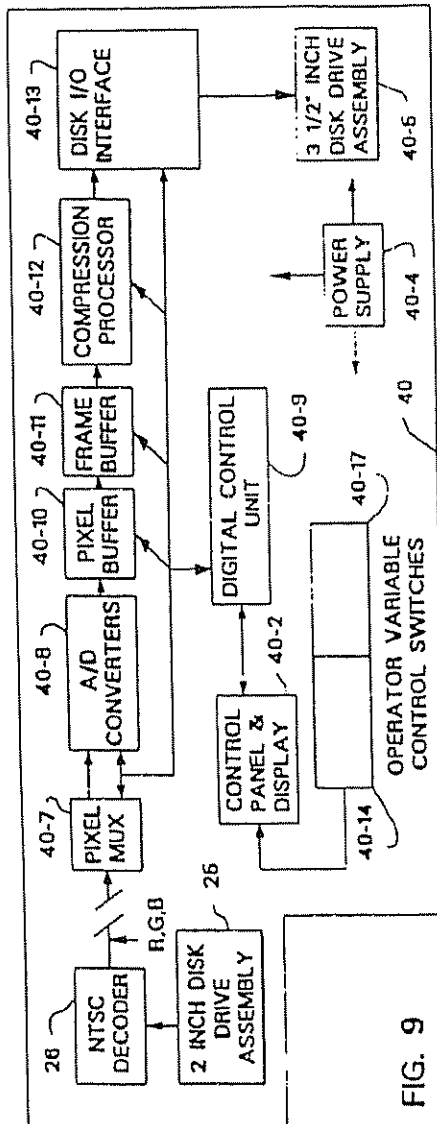 26
NTSC
DECODER
R,G,B
2 INCH DISK
DRIVE
ASSEMBLY
26
40-7
PIXEL
MUX
40-8
A/D
CONVERTERS
40-10
PIXEL
BUFFER
40-11
FRAME
BUFFER
40-12
COMPRESSION
PROCESSOR
40-13
DISK I/O
INTERFACE
CONTROL
PANEL &
DISPLAY
40-2
DIGITAL CONTROL
UNIT
40-9
3 1/2" INCH
DISK DRIVE
ASSEMBLY
40-6
POWER
SUPPLY
40-4
40
40-14
40-17
OPERATOR VARIABLE
CONTROL SWITCHES
FIG. 9